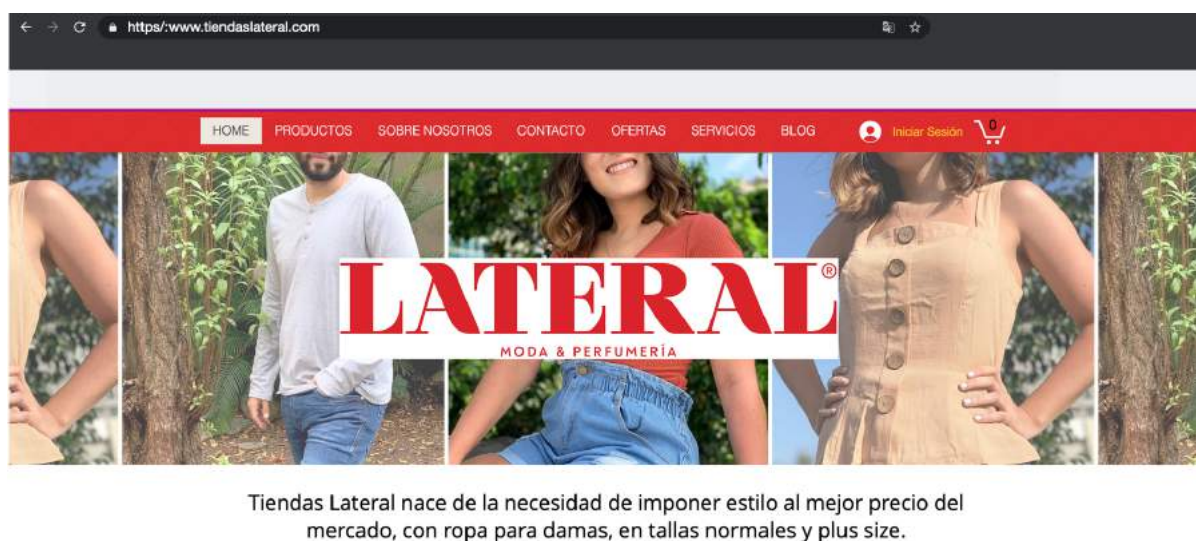 https/:www.tiendaslateral.com
HOME PRODUCTOS SOBRE NOSOTROS CONTACTO OFERTAS SERVICIOS BLOG Iniciar Sesión 0
LATERAL®
MODA & PERFUMERÍA
Tiendas Lateral nace de la necesidad de imponer estilo al mejor precio del
mercado, con ropa para damas, en tallas normales y plus size.